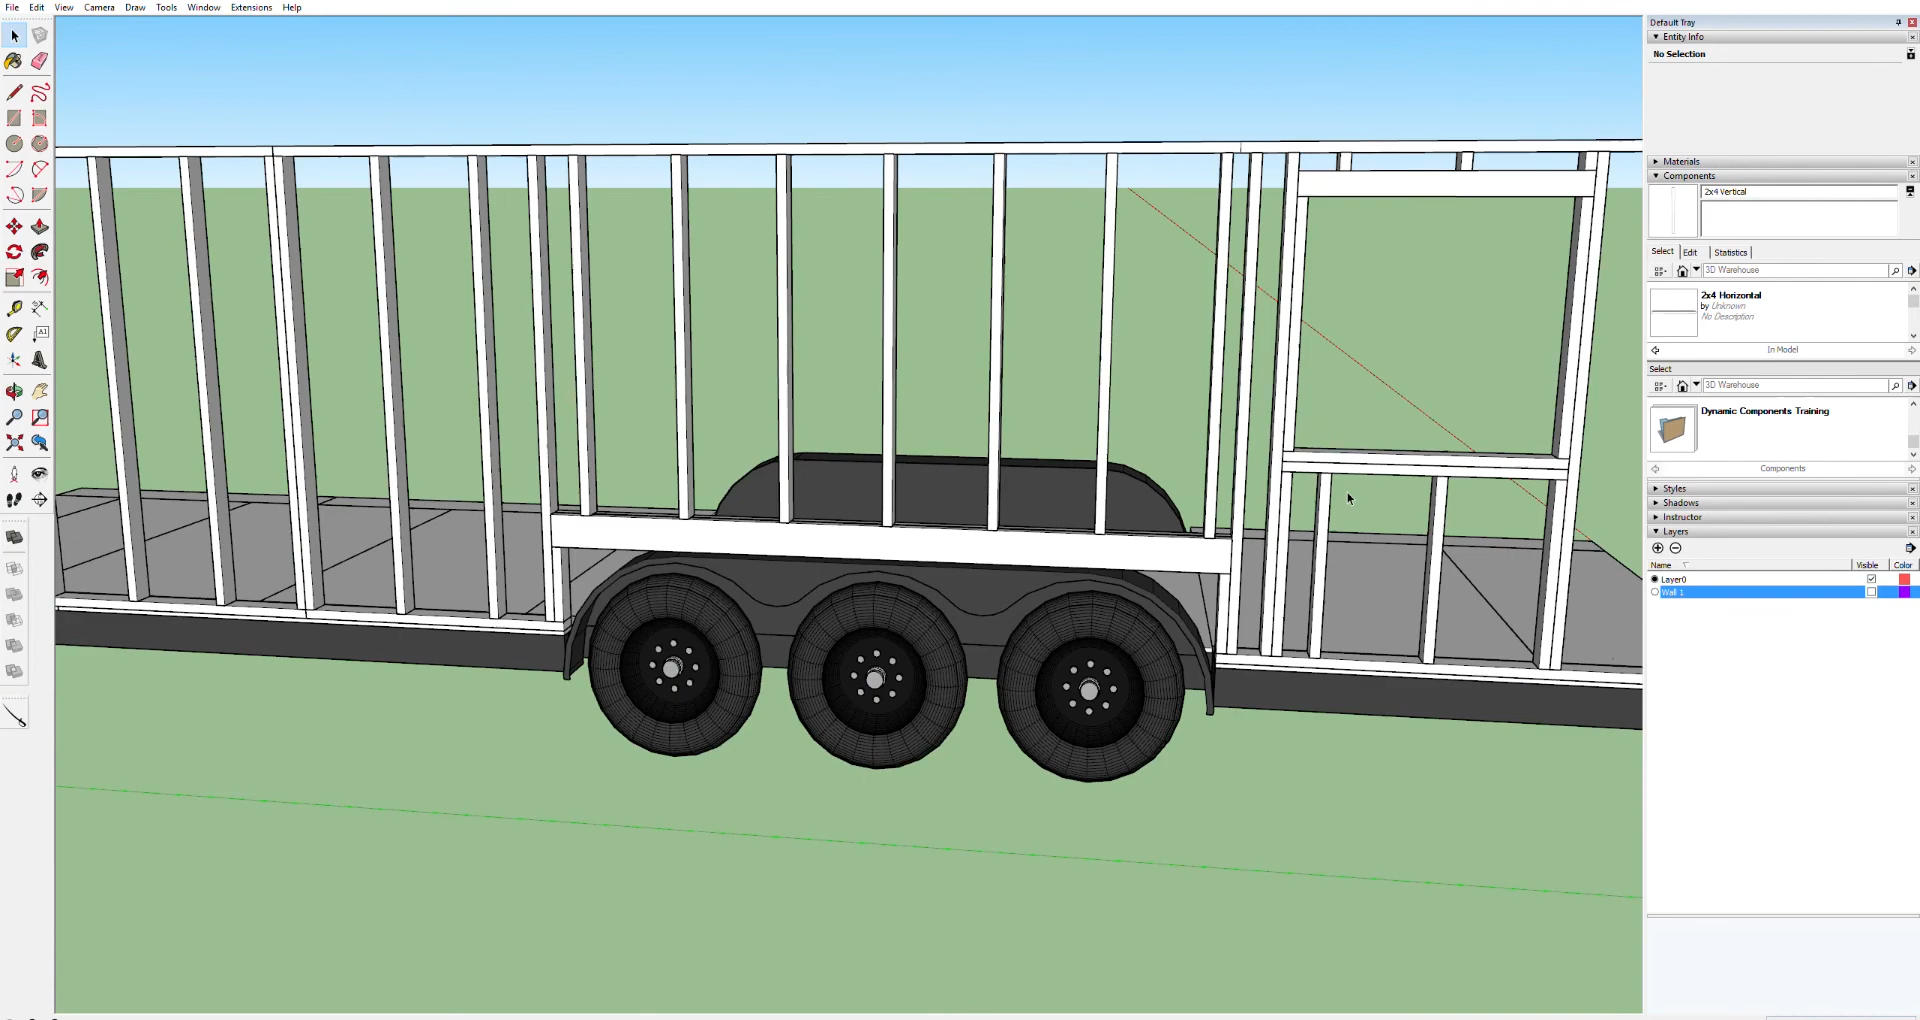 File Edit View Camera Draw Tools Window Extensions Help
Default Tray
Entity Info
No Selection
Materials
Components
2x4 Vertical
Select Edit Statistics
3D Warehouse
2x4 Horizontal
by Unknown
No Description
In Model
Select
3D Warehouse
Dynamic Components Training
Components
Styles
Shadows
Instructor
Layers
Name Visible Color
Layer0
Wall 1
A1